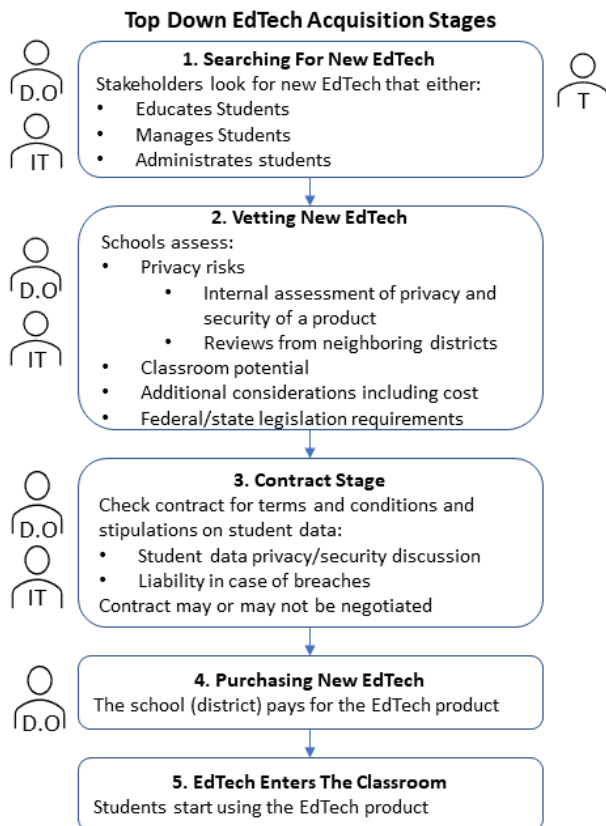 Top Down EdTech Acquisition Stages
1. Searching For New EdTech
Stakeholders look for new EdTech that either:
• Educates Students
• Manages Students
• Administrates students
D.O
IT
T
2. Vetting New EdTech
Schools assess:
• Privacy risks
• Internal assessment of privacy and
security of a product
• Reviews from neighboring districts
• Classroom potential
• Additional considerations including cost
• Federal/state legislation requirements
D.O
IT
3. Contract Stage
Check contract for terms and conditions and
stipulations on student data:
• Student data privacy/security discussion
• Liability in case of breaches
Contract may or may not be negotiated
D.O
IT
4. Purchasing New EdTech
The school (district) pays for the EdTech product
D.O
5. EdTech Enters The Classroom
Students start using the EdTech product